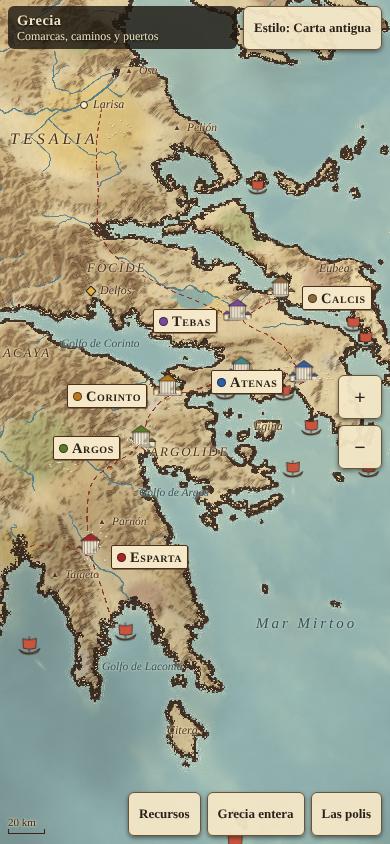 Grecia
Comarcas, caminos y puertos
Estilo: Carta antigua
Osa
Larisa
Pelión
TESALIA
FÓCIDE
Eubea
Delfos
CALCIS
TEBAS
Golfo de Corinto
ACAYA
ATENAS
CORINTO
+
Egina
ARGOS
ARGOLIDE
−
Golfo de Argos
Parnón
ESPARTA
Taigeto
Mar Mirtoo
Golfo de Laconia
Citera
Recursos
Grecia entera
Las polis
20 km